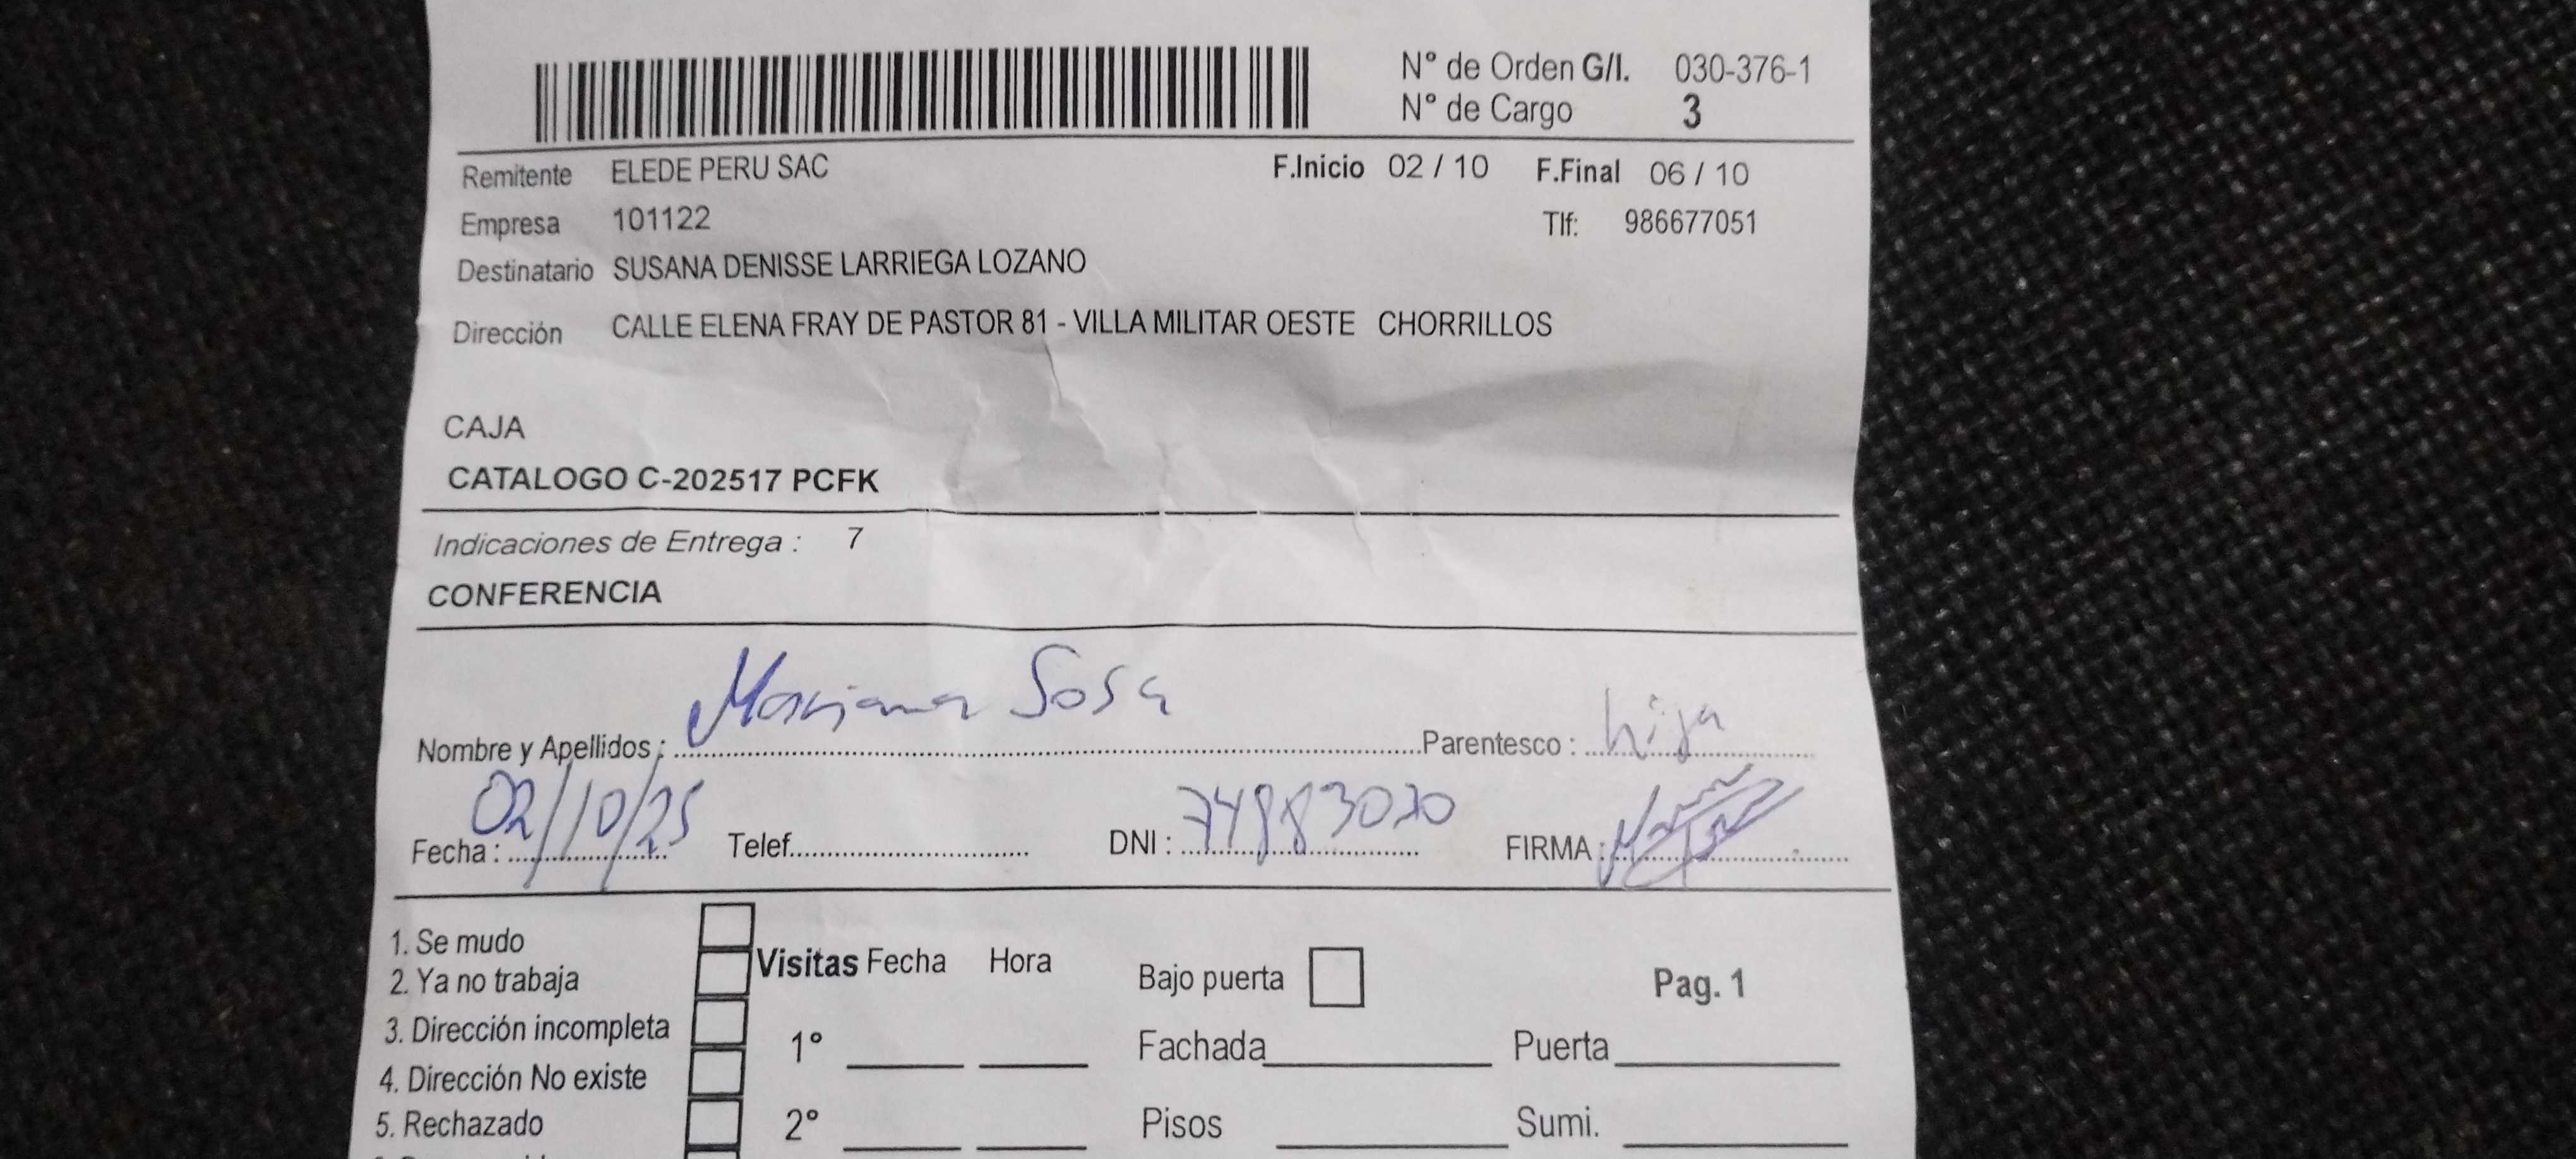 N° de Orden G/I. 030-376-1
N° de Cargo 3
Remitente ELEDE PERU SAC F.Inicio 02 / 10 F.Final 06 / 10
Empresa 101122 Tlf: 986677051
Destinatario SUSANA DENISSE LARRIEGA LOZANO
Dirección CALLE ELENA FRAY DE PASTOR 81 - VILLA MILITAR OESTE CHORRILLOS
CAJA
CATALOGO C-202517 PCFK
Indicaciones de Entrega : 7
CONFERENCIA
Nombre y Apellidos : Mariana Sosa Parentesco : hija
Fecha : 02/10/25 Telef. DNI : 74983020 FIRMA :
1. Se mudo
2. Ya no trabaja
3. Dirección incompleta
4. Dirección No existe
5. Rechazado
Visitas Fecha Hora
1°
2°
Bajo puerta Pag. 1
Fachada Puerta
Pisos Sumi.